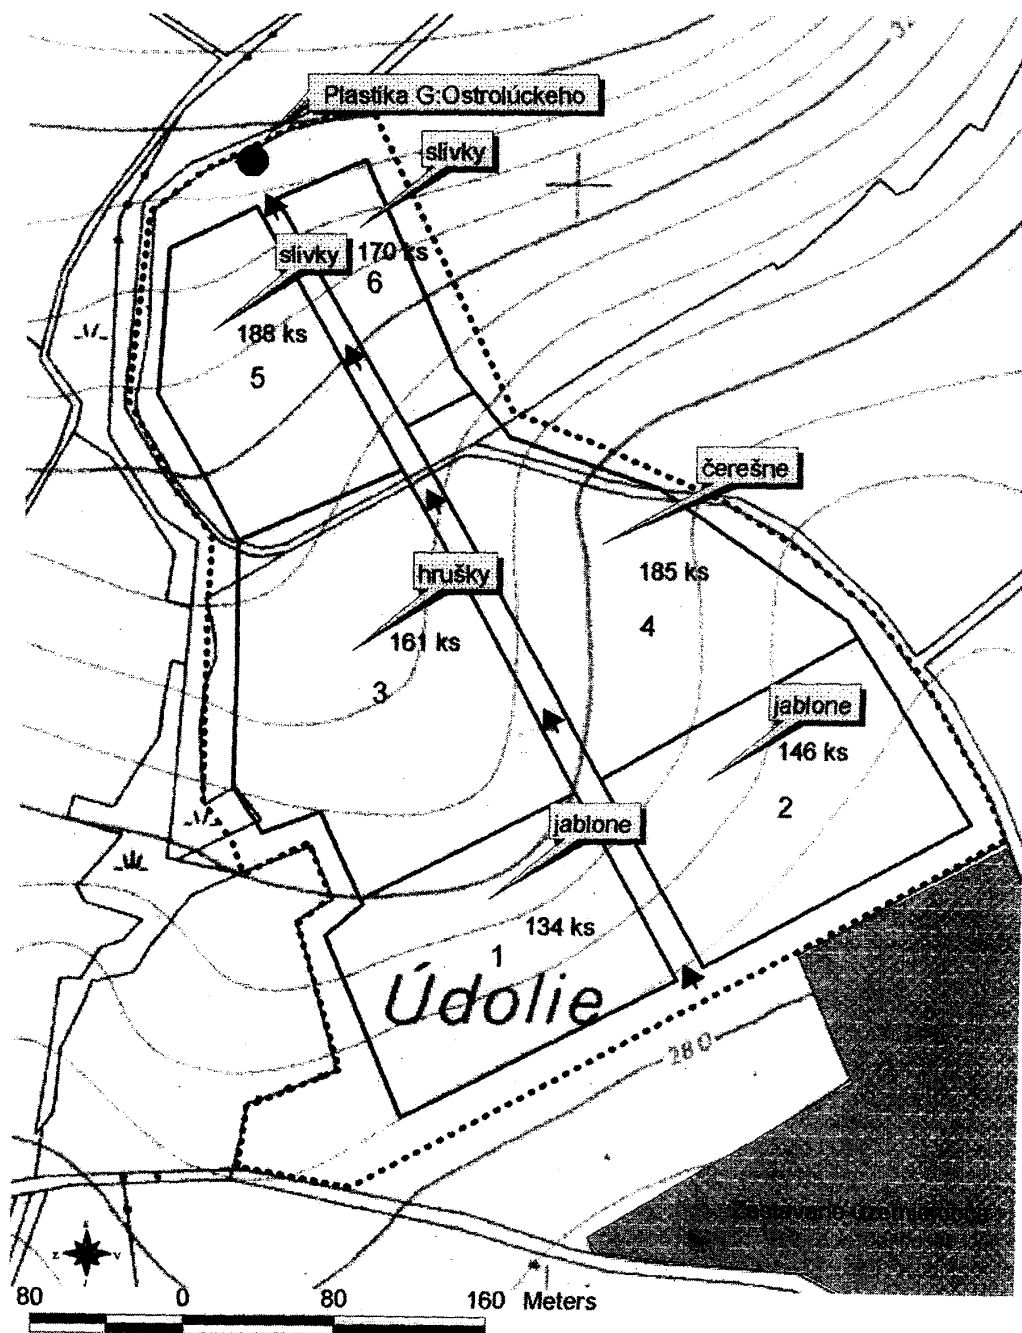 Plastika G:Ostrolúckeho
slivky
slivky
170 ks
6
188 ks
5
čerešne
hrušky
185 ks
4
161 ks
3
jablone
146 ks
2
jablone
134 ks
1
Údolie
280
z v
80 0 80 160 Meters